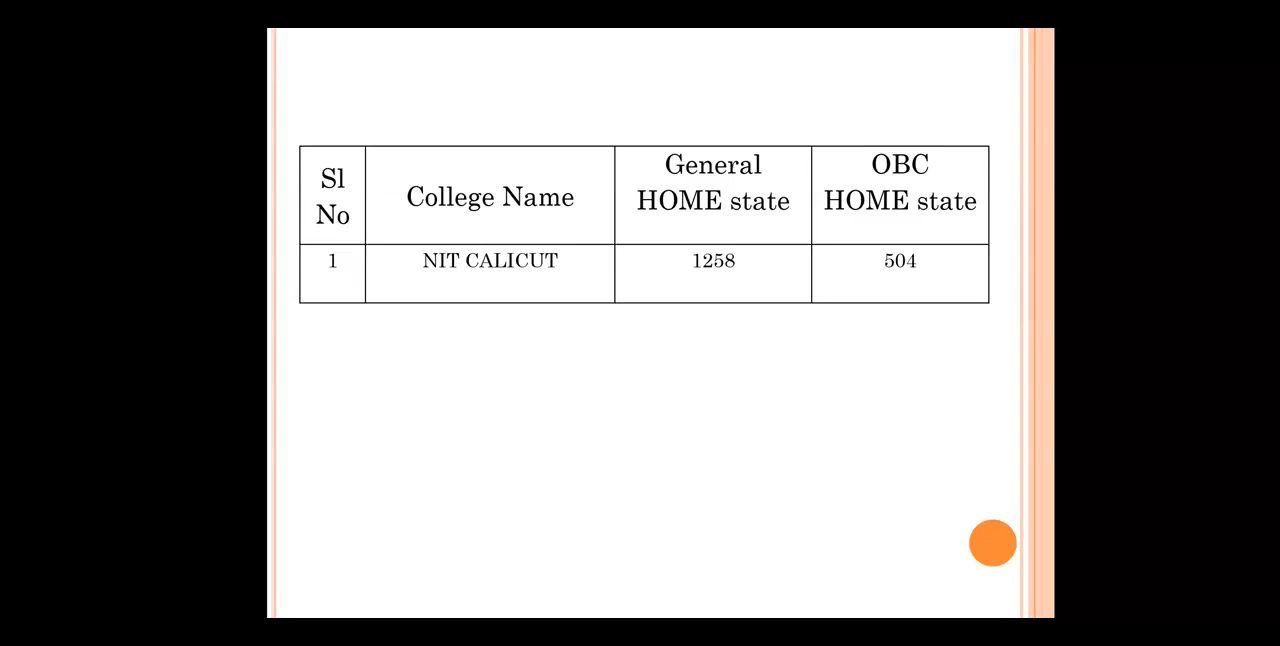 Sl No
College Name
General HOME state
OBC HOME state
1
NIT CALICUT
1258
504